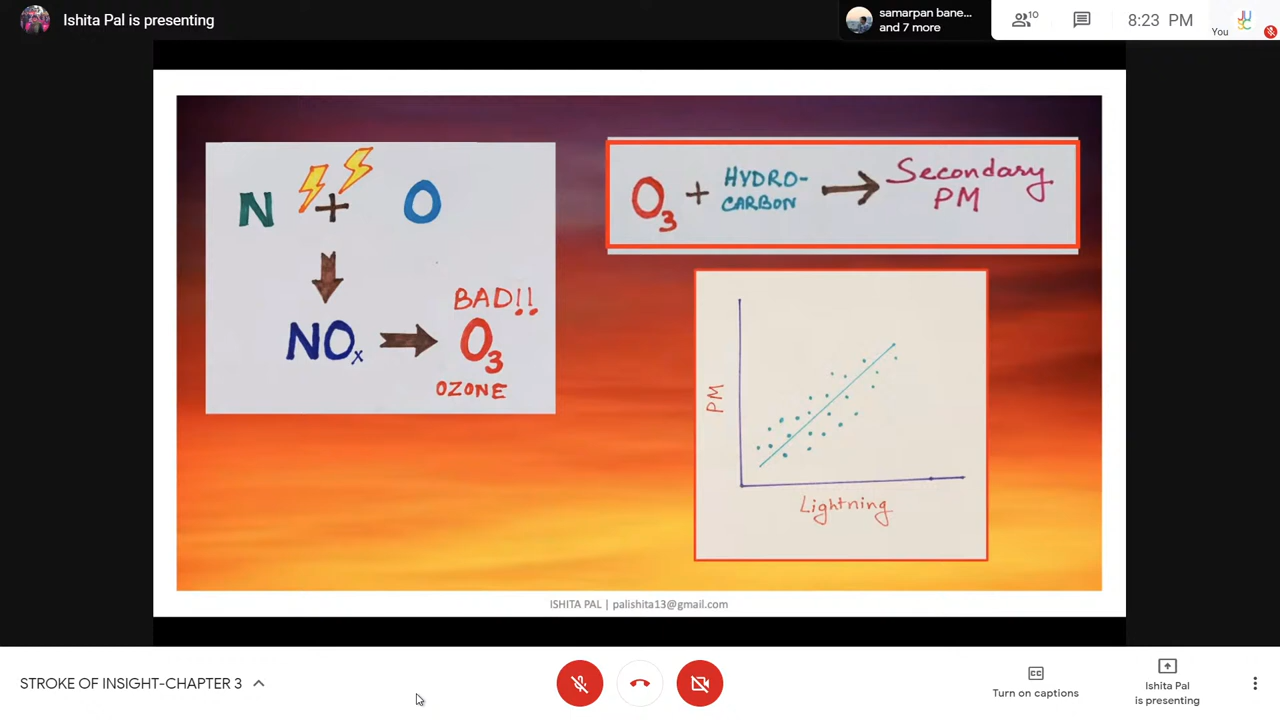 Ishita Pal is presenting
samarpan bane...
and 7 more
10
8:23 PM
You
N + O
NOx
BAD!!
O3
OZONE
O3 + HYDRO-
CARBON
Secondary
PM
PM
Lightning
ISHITA PAL | palishita13@gmail.com
STROKE OF INSIGHT-CHAPTER 3
CC
Turn on captions
Ishita Pal
is presenting